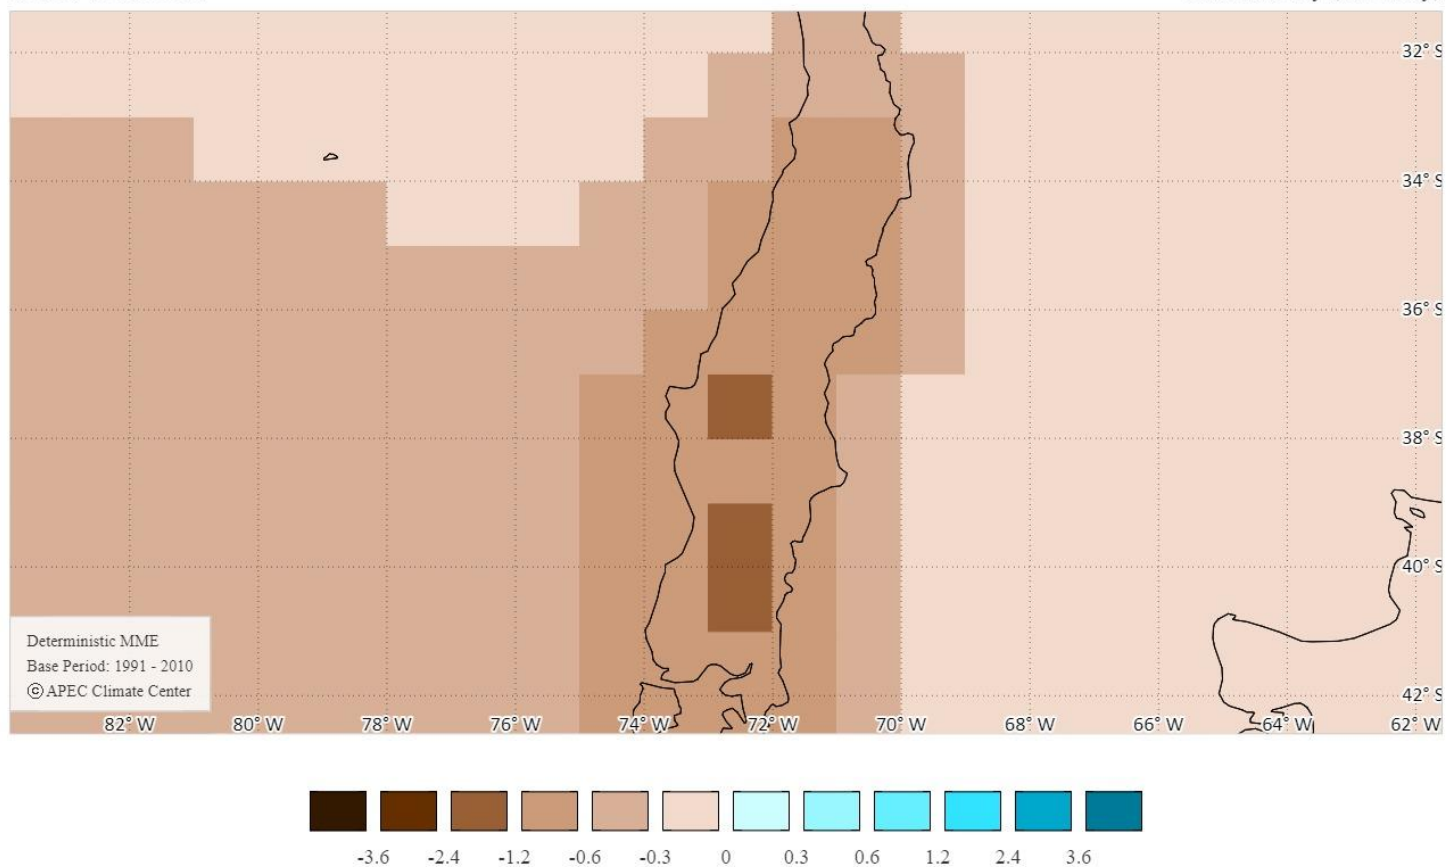 32° S
34° S
36° S
38° S
40° S
42° S
Deterministic MME
Base Period: 1991 - 2010
© APEC Climate Center
82° W 80° W 78° W 76° W 74° W 72° W 70° W 68° W 66° W 64° W 62° W
-3.6 -2.4 -1.2 -0.6 -0.3 0 0.3 0.6 1.2 2.4 3.6